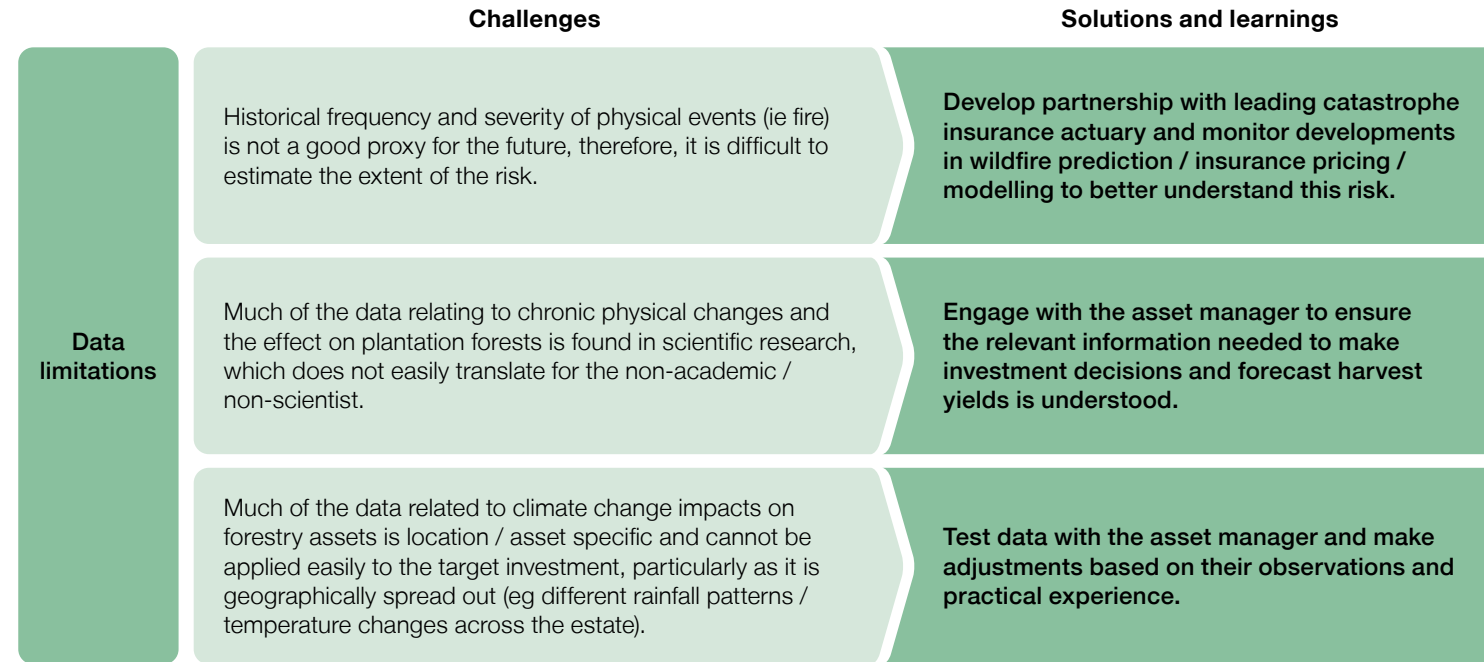 Challenges
Solutions and learnings
Data
limitations
Historical frequency and severity of physical events (ie fire)
is not a good proxy for the future, therefore, it is difficult to
estimate the extent of the risk.
Develop partnership with leading catastrophe
insurance actuary and monitor developments
in wildfire prediction / insurance pricing /
modelling to better understand this risk.
Much of the data relating to chronic physical changes and
the effect on plantation forests is found in scientific research,
which does not easily translate for the non-academic /
non-scientist.
Engage with the asset manager to ensure
the relevant information needed to make
investment decisions and forecast harvest
yields is understood.
Much of the data related to climate change impacts on
forestry assets is location / asset specific and cannot be
applied easily to the target investment, particularly as it is
geographically spread out (eg different rainfall patterns /
temperature changes across the estate).
Test data with the asset manager and make
adjustments based on their observations and
practical experience.